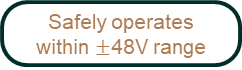 Safely operates
within ±48V range